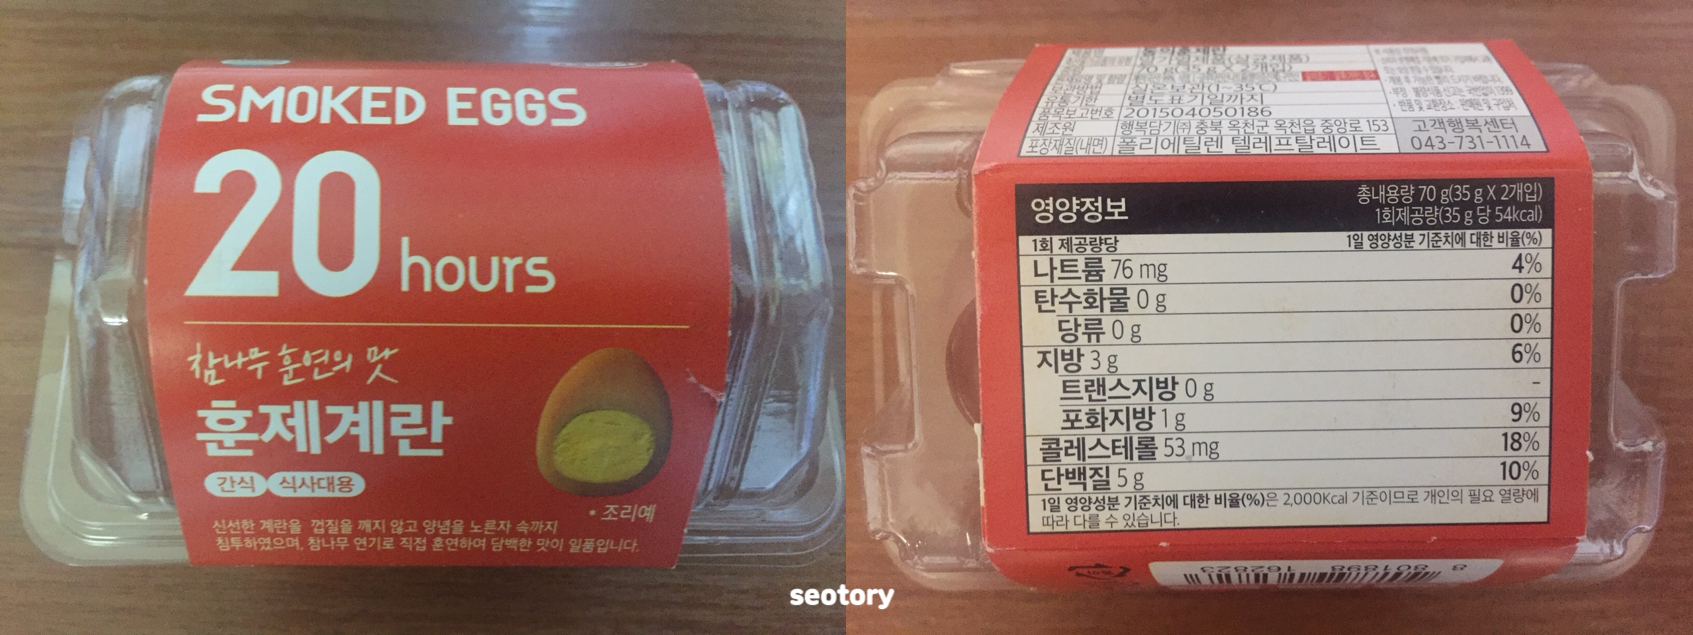 SMOKED EGGS
20 hours
참나무 훈연의 맛
훈제계란
간식 식사대용
* 조리예
신선한 계란을 껍질을 깨지 않고 양념을 노른자 속까지
침투하였으며, 참나무 연기로 직접 훈연하여 담백한 맛이 일품입니다.
실온보관(1~35℃)
별도표기일까지
품목보고번호 201504050186
제조원 행복담기㈜ 충북 옥천군 옥천읍 중앙로 153
포장재질(내면) 폴리에틸렌 텔레프탈레이트
고객행복센터
043-731-1114
영양정보
총내용량 70 g(35 g X 2개입)
1회제공량(35 g 당 54kcal)
1회 제공량당 1일 영양성분 기준치에 대한 비율(%)
나트륨 76 mg 4%
탄수화물 0 g 0%
당류 0 g 0%
지방 3 g 6%
트랜스지방 0 g -
포화지방 1 g 9%
콜레스테롤 53 mg 18%
단백질 5 g 10%
1일 영양성분 기준치에 대한 비율(%)은 2,000Kcal 기준이므로 개인의 필요 열량에
따라 다를 수 있습니다.
8 801898 162823
seotory